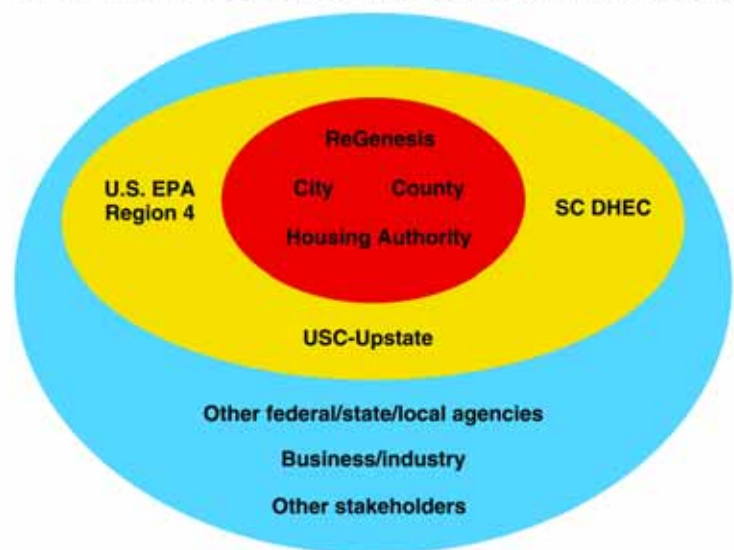 ReGenesis
U.S. EPA
Region 4
City County
SC DHEC
Housing Authority
USC-Upstate
Other federal/state/local agencies
Business/industry
Other stakeholders